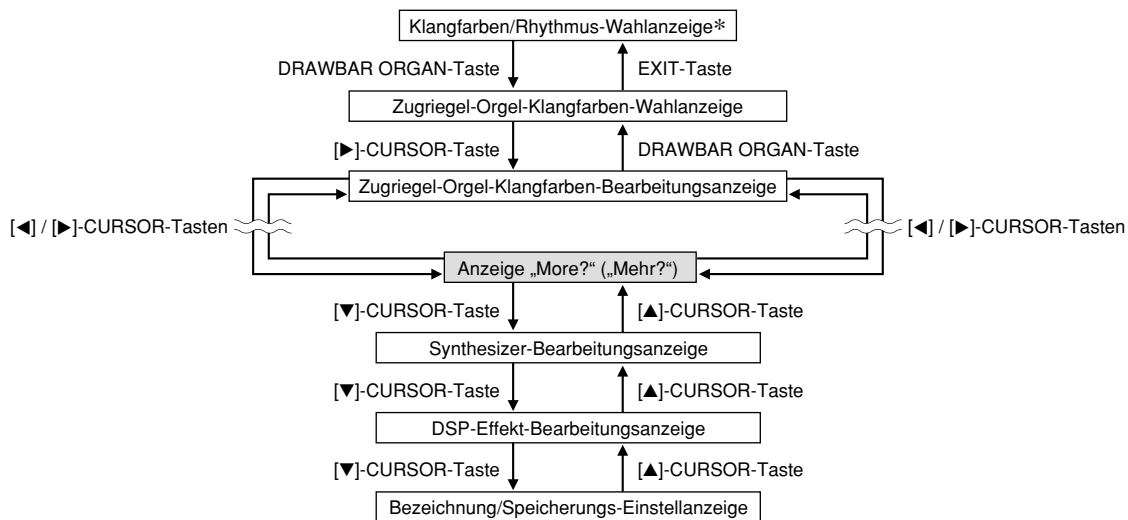 Klangfarben/Rhythmus-Wahlanzeige*
DRAWBAR ORGAN-Taste
EXIT-Taste
Zugriegel-Orgel-Klangfarben-Wahlanzeige
[▶]-CURSOR-Taste
DRAWBAR ORGAN-Taste
Zugriegel-Orgel-Klangfarben-Bearbeitungsanzeige
[◀] / [▶]-CURSOR-Tasten
[◀] / [▶]-CURSOR-Tasten
Anzeige „More?“ („Mehr?“)
[▼]-CURSOR-Taste
[▲]-CURSOR-Taste
Synthesizer-Bearbeitungsanzeige
[▼]-CURSOR-Taste
[▲]-CURSOR-Taste
DSP-Effekt-Bearbeitungsanzeige
[▼]-CURSOR-Taste
[▲]-CURSOR-Taste
Bezeichnung/Speicherungs-Einstellanzeige